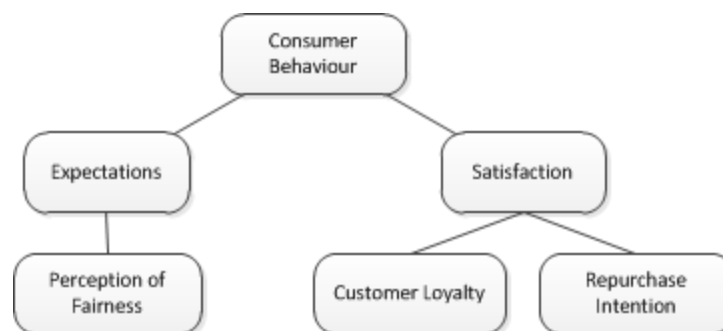 Consumer
Behaviour
Expectations
Satisfaction
Perception of
Fairness
Customer Loyalty
Repurchase
Intention